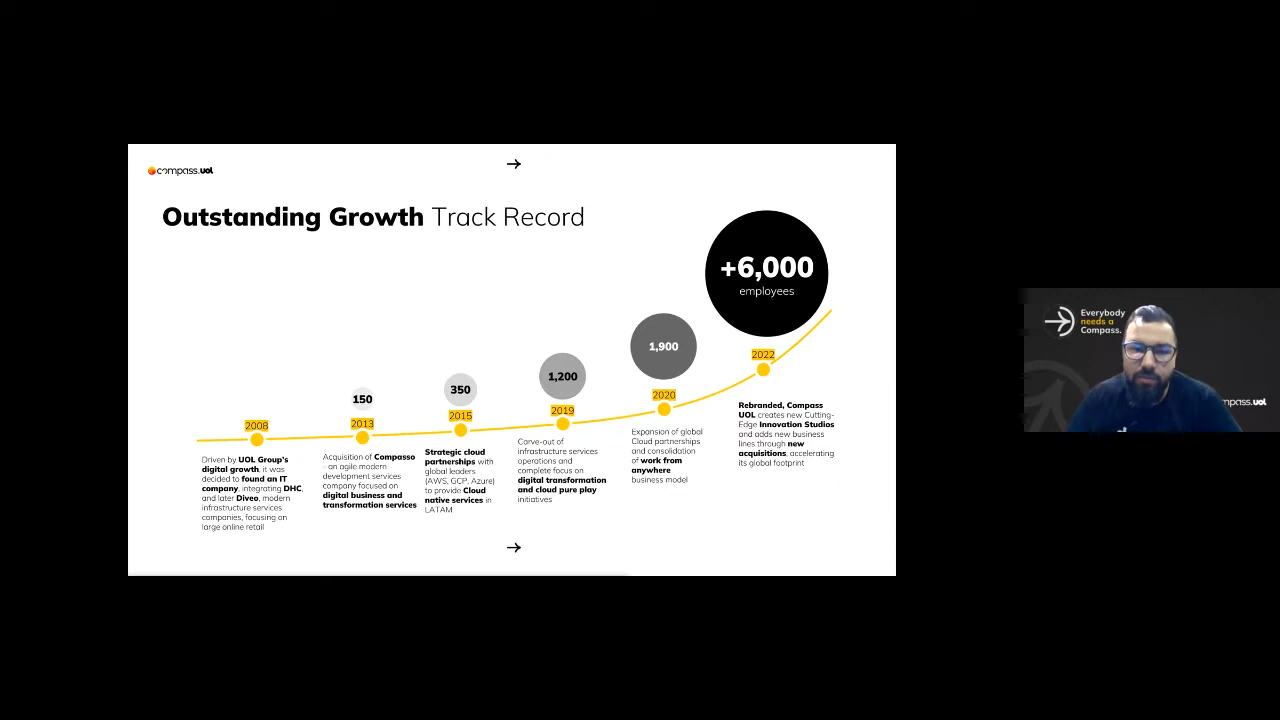 compass.uol
→
Outstanding Growth Track Record
+6,000
employees
1,900
1,200
350
150
2008
2013
2015
2019
2020
2022
Driven by UOL Group's
digital growth, it was
decided to found an IT
company, integrating DHC,
and later Diveo, modern
infrastructure services
companies, focusing on
large online retail
Acquisition of Compasso
- an agile modern
development services
company focused on
digital business and
transformation services
Strategic cloud
partnerships with
global leaders
(AWS, GCP, Azure)
to provide Cloud
native services in
LATAM
Carve-out of
infrastructure services
operations and
complete focus on
digital transformation
and cloud pure play
initiatives
Expansion of global
Cloud partnerships
and consolidation
of work from
anywhere
business model
Rebranded, Compass
UOL creates new Cutting-
Edge Innovation Studios
and adds new business
lines through new
acquisitions, accelerating
its global footprint
→
Everybody
needs a
Compass.
mpass.uol